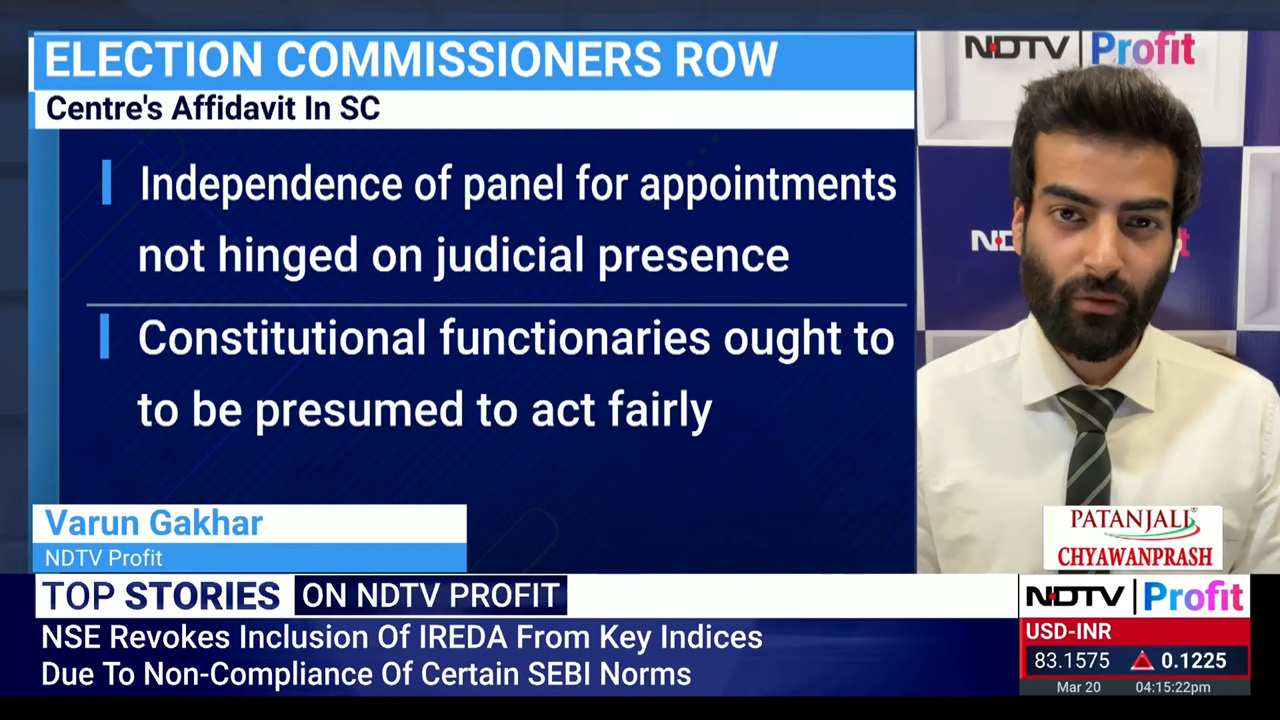 ELECTION COMMISSIONERS ROW
Centre's Affidavit In SC
Independence of panel for appointments
not hinged on judicial presence
Constitutional functionaries ought to
to be presumed to act fairly
NDTV Profit
Varun Gakhar
NDTV Profit
PATANJALI
CHYAWANPRASH
TOP STORIES ON NDTV PROFIT
NSE Revokes Inclusion Of IREDA From Key Indices
Due To Non-Compliance Of Certain SEBI Norms
NDTV Profit
USD-INR
83.1575 ▲ 0.1225
Mar 20 04:15:22pm